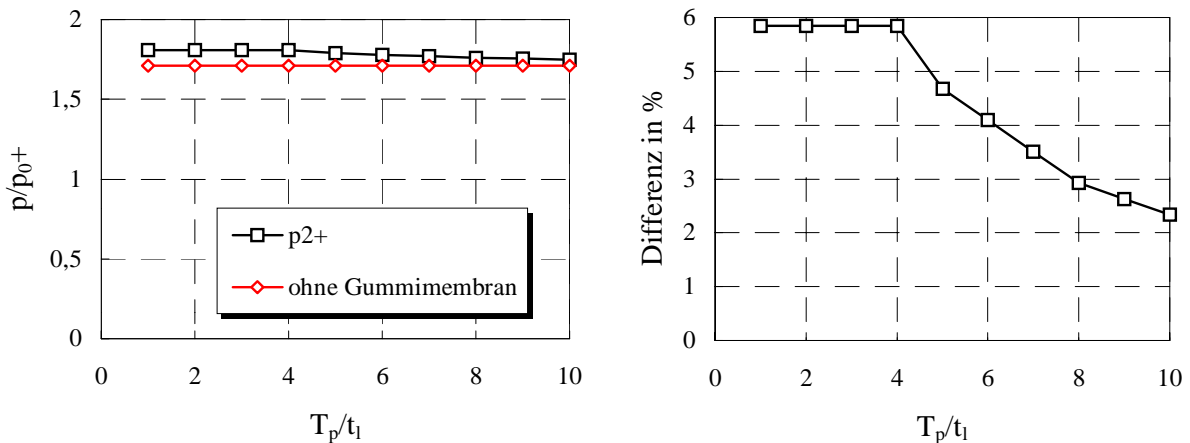 2
1,5
1
0,5
0
p/p₀+
p2+
ohne Gummimembran
0 2 4 6 8 10
Tₚ/tₗ
6
5
4
3
2
1
0
Differenz in %
0 2 4 6 8 10
Tₚ/tₗ